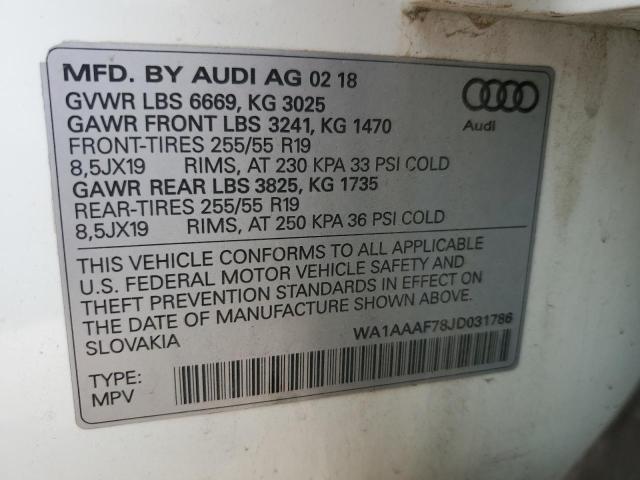 MFD. BY AUDI AG 02 18
GVWR LBS 6669, KG 3025
GAWR FRONT LBS 3241, KG 1470
FRONT-TIRES 255/55 R19
8,5JX19 RIMS, AT 230 KPA 33 PSI COLD
GAWR REAR LBS 3825, KG 1735
REAR-TIRES 255/55 R19
8,5JX19 RIMS, AT 250 KPA 36 PSI COLD
Audi
THIS VEHICLE CONFORMS TO ALL APPLICABLE
U.S. FEDERAL MOTOR VEHICLE SAFETY AND
THEFT PREVENTION STANDARDS IN EFFECT ON
THE DATE OF MANUFACTURE SHOWN ABOVE.
SLOVAKIA WA1AAAF78JD031786
TYPE:
MPV